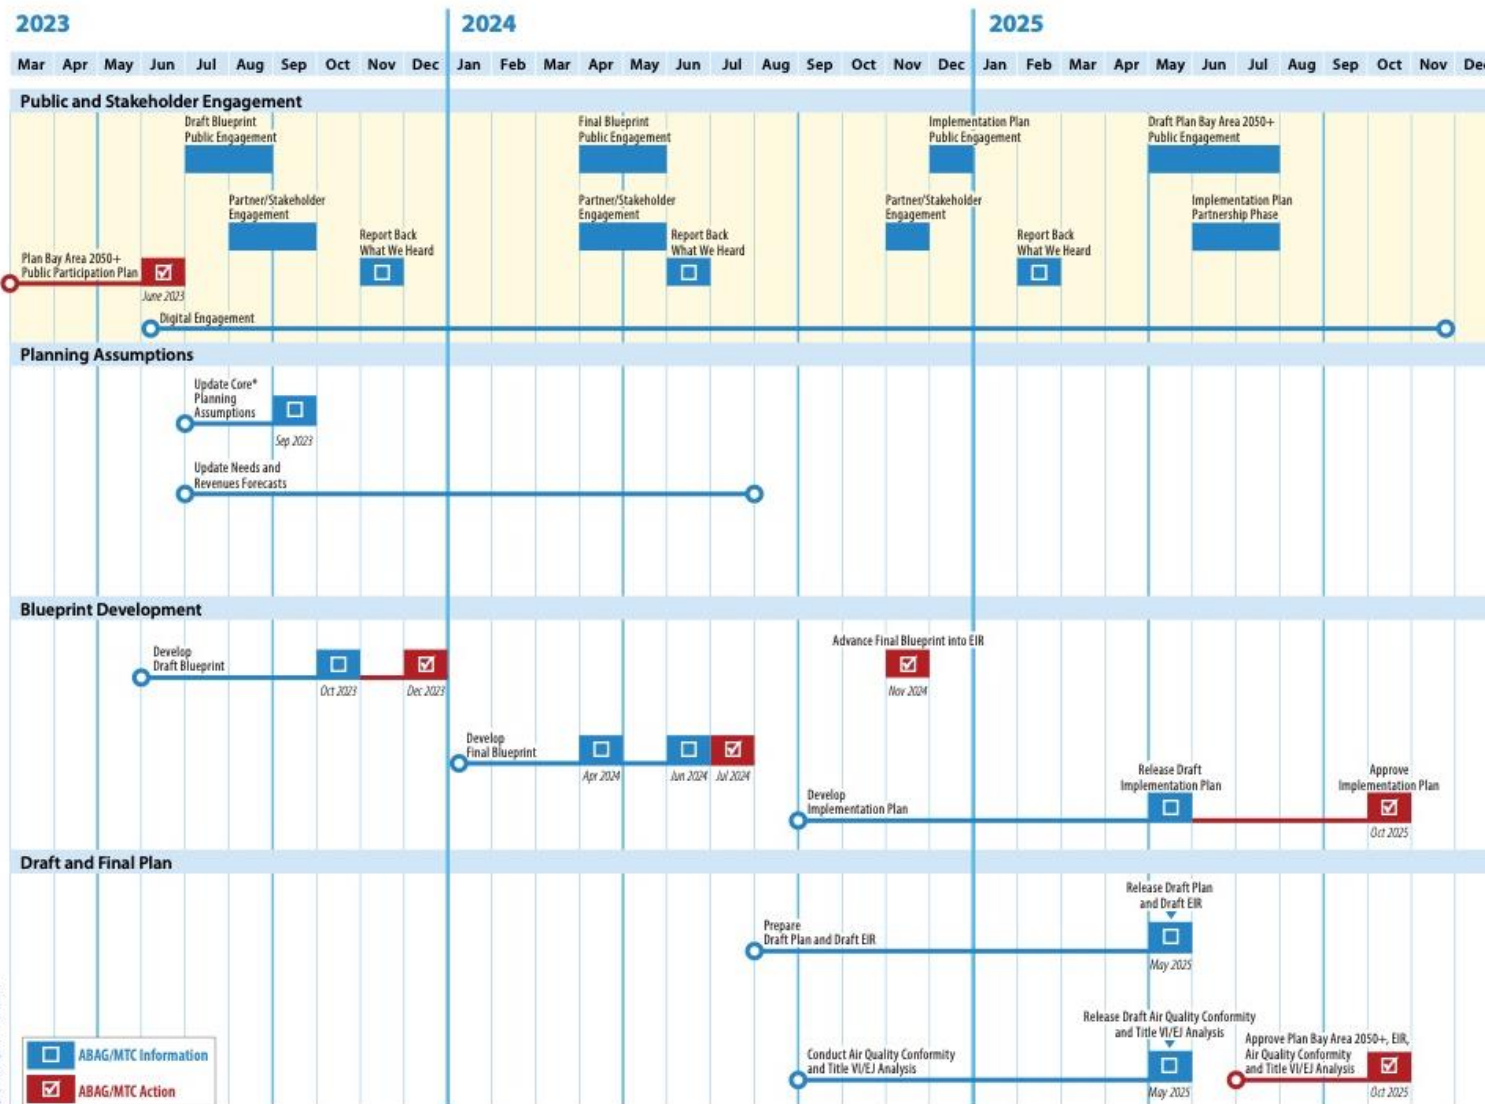 2023
2024
2025
Mar Apr May Jun Jul Aug Sep Oct Nov Dec Jan Feb Mar Apr May Jun Jul Aug Sep Oct Nov Dec Jan Feb Mar Apr May Jun Jul Aug Sep Oct Nov Dec
Public and Stakeholder Engagement
Draft Blueprint
Public Engagement
Final Blueprint
Public Engagement
Implementation Plan
Public Engagement
Draft Plan Bay Area 2050+
Public Engagement
Partner/Stakeholder
Engagement
Partner/Stakeholder
Engagement
Partner/Stakeholder
Engagement
Implementation Plan
Partnership Phase
Report Back
What We Heard
Report Back
What We Heard
Report Back
What We Heard
Plan Bay Area 2050+
Public Participation Plan
June 2023
Digital Engagement
Planning Assumptions
Update Core*
Planning
Assumptions
Sep 2023
Update Needs and
Revenues Forecasts
Blueprint Development
Develop
Draft Blueprint
Oct 2023
Dec 2023
Advance Final Blueprint into EIR
Nov 2024
Develop
Final Blueprint
Apr 2024
Jun 2024
Jul 2024
Develop
Implementation Plan
Release Draft
Implementation Plan
Approve
Implementation Plan
Oct 2025
Draft and Final Plan
Release Draft Plan
and Draft EIR
Prepare
Draft Plan and Draft EIR
May 2025
Release Draft Air Quality Conformity
and Title VI/EJ Analysis
Conduct Air Quality Conformity
and Title VI/EJ Analysis
May 2025
Approve Plan Bay Area 2050+, EIR,
Air Quality Conformity
and Title VI/EJ Analysis
Oct 2025
ABAG/MTC Information
ABAG/MTC Action